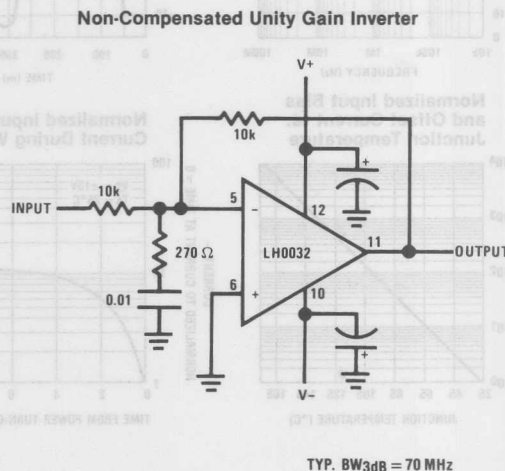 Non-Compensated Unity Gain Inverter
V+
10k
10k
INPUT
5
−
12
270 Ω
LH0032
11
OUTPUT
6
+
10
0.01
+
+
V−
TYP. BW3dB = 70 MHz